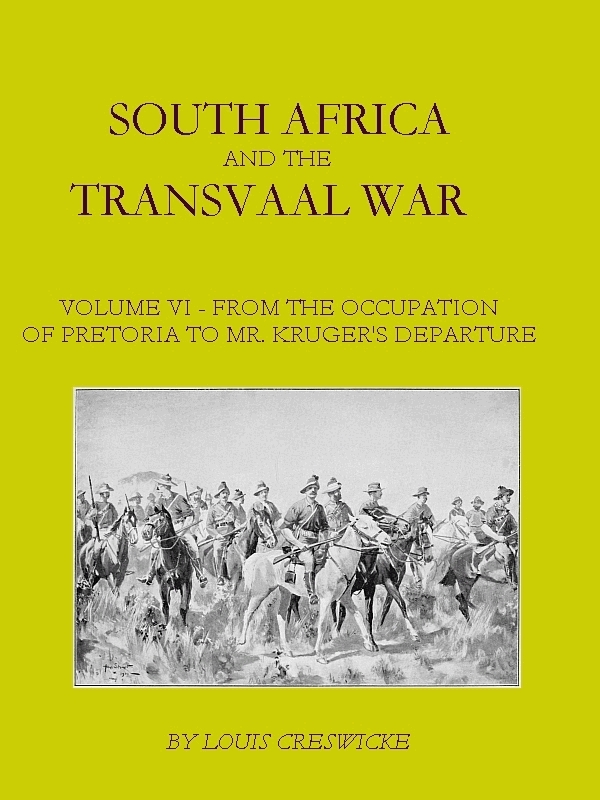 SOUTH AFRICA
AND THE
TRANSVAAL WAR
VOLUME VI - FROM THE OCCUPATION
OF PRETORIA TO MR. KRUGER'S DEPARTURE
BY LOUIS CRESWICKE